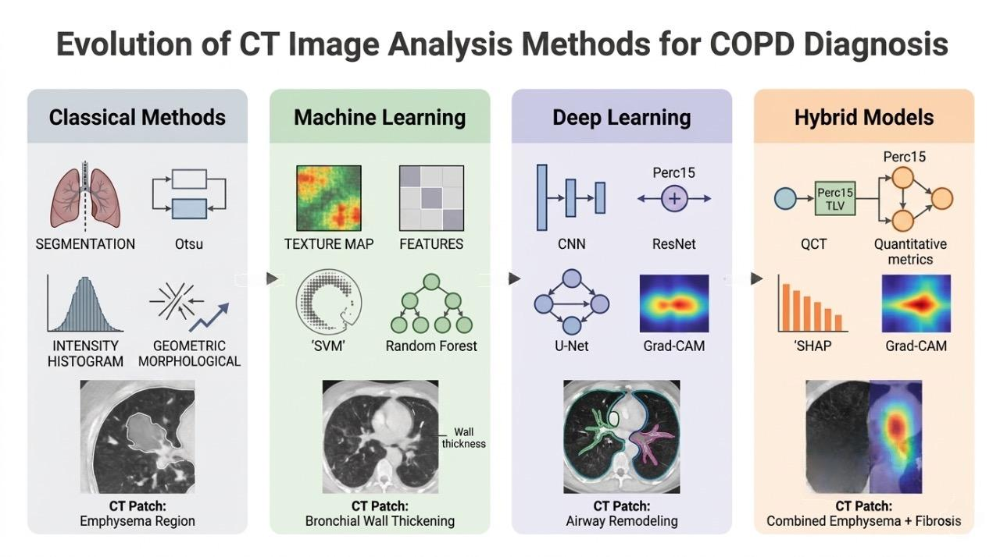 Evolution of CT Image Analysis Methods for COPD Diagnosis
Classical Methods
SEGMENTATION
Otsu
INTENSITY
HISTOGRAM
GEOMETRIC
MORPHOLOGICAL
CT Patch:
Emphysema Region
Machine Learning
TEXTURE MAP
FEATURES
‘SVM’
Random Forest
Wall
thickness
CT Patch:
Bronchial Wall Thickening
Deep Learning
CNN
Perc15
ResNet
U-Net
Grad-CAM
CT Patch:
Airway Remodeling
Hybrid Models
Perc15
Perc15
TLV
QCT
Quantitative
metrics
‘SHAP
Grad-CAM
CT Patch:
Combined Emphysema + Fibrosis